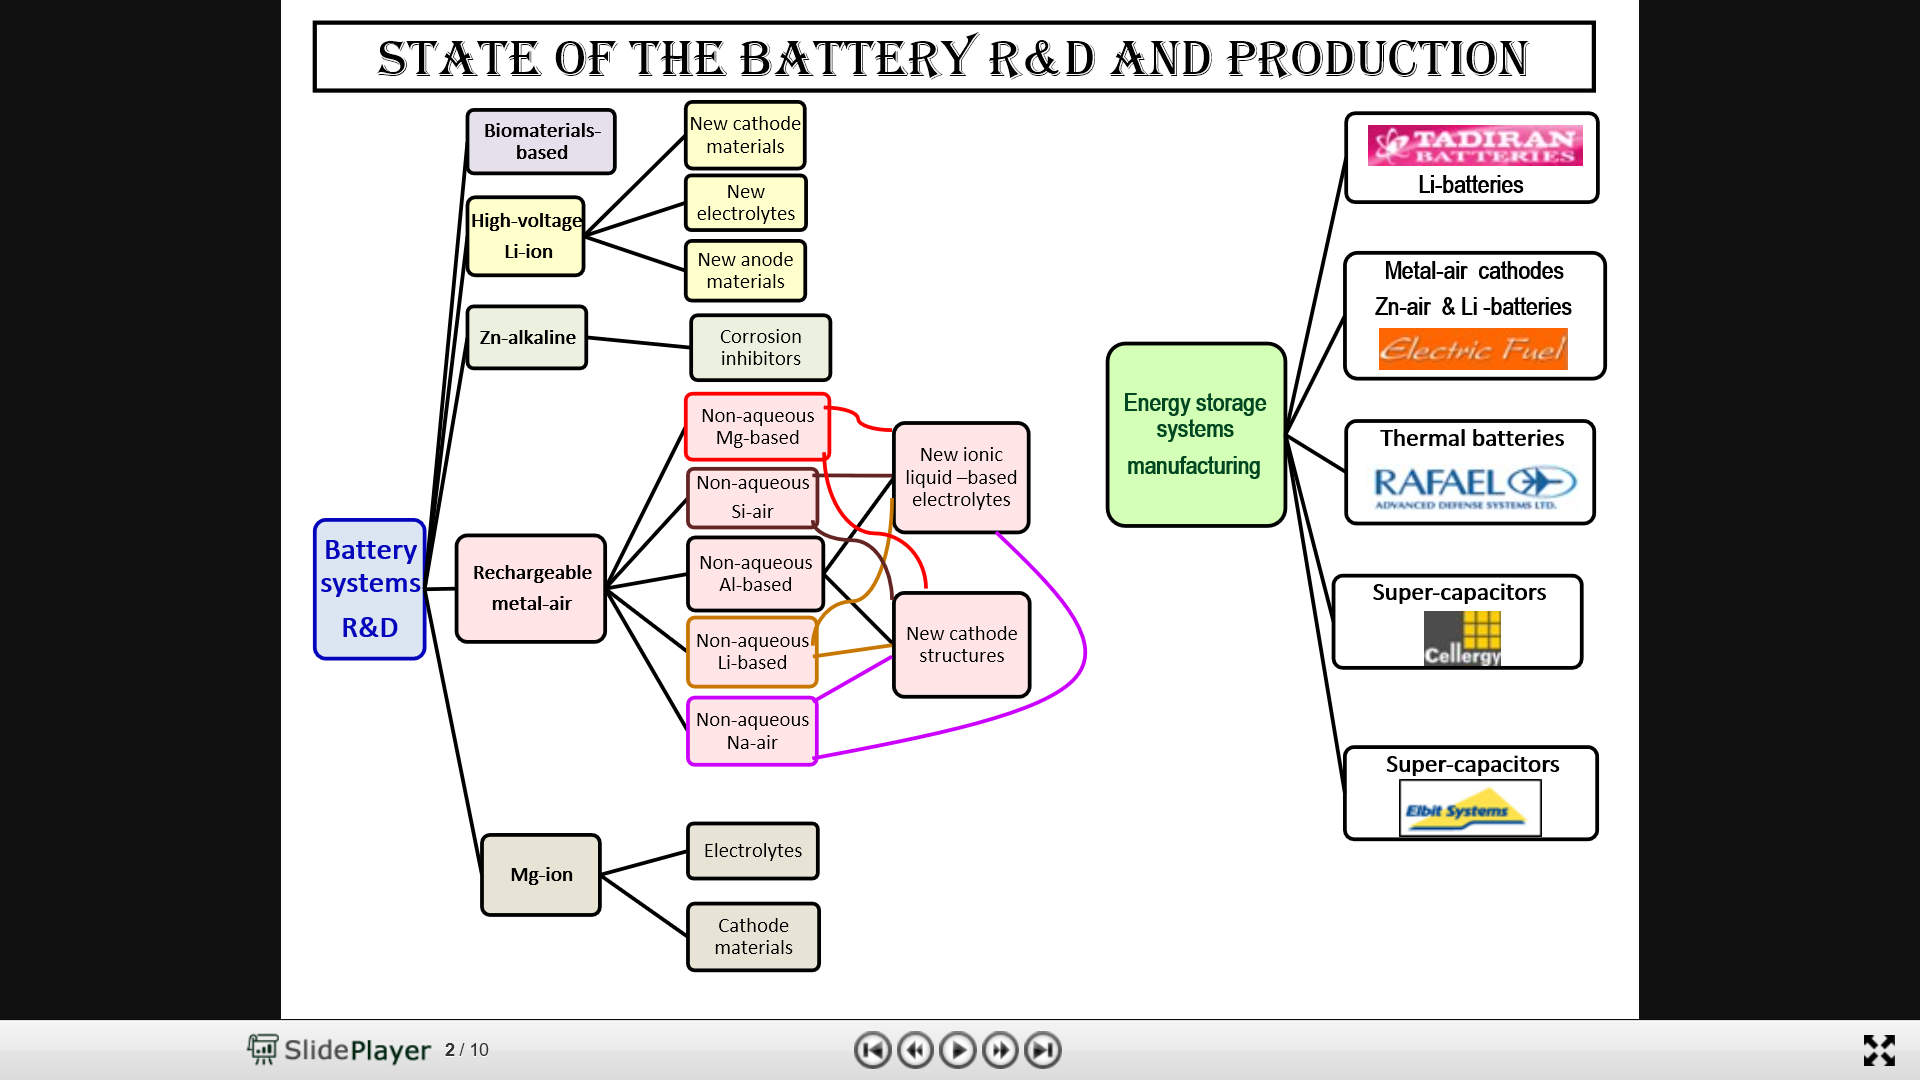 STATE OF THE BATTERY R&D AND PRODUCTION
Biomaterials-
based
High-voltage
Li-ion
Zn-alkaline
Battery
systems
R&D
Rechargeable
metal-air
Mg-ion
New cathode
materials
New
electrolytes
New anode
materials
Corrosion
inhibitors
Non-aqueous
Mg-based
Non-aqueous
Si-air
Non-aqueous
Al-based
Non-aqueous
Li-based
Non-aqueous
Na-air
Electrolytes
Cathode
materials
New ionic
liquid –based
electrolytes
New cathode
structures
Energy storage
systems
manufacturing
TADIRAN
BATTERIES
Li-batteries
Metal-air cathodes
Zn-air & Li -batteries
Electric Fuel
Thermal batteries
RAFAEL
ADVANCED DEFENSE SYSTEMS LTD.
Super-capacitors
Cellergy
Super-capacitors
Elbit Systems
SlidePlayer
2 / 10